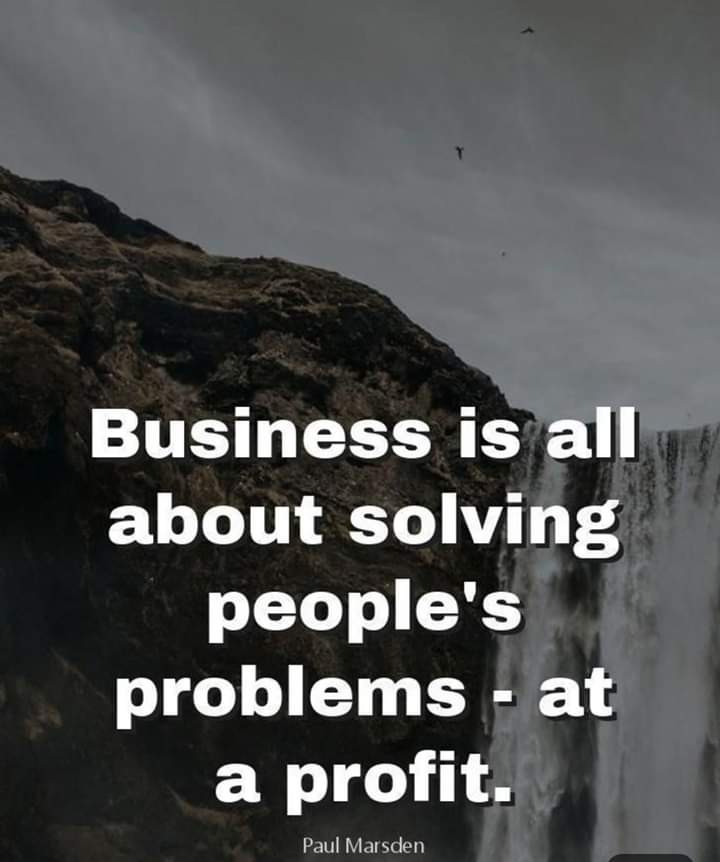 Business is all
about solving
people's
problems - at
a profit.
Paul Marsden